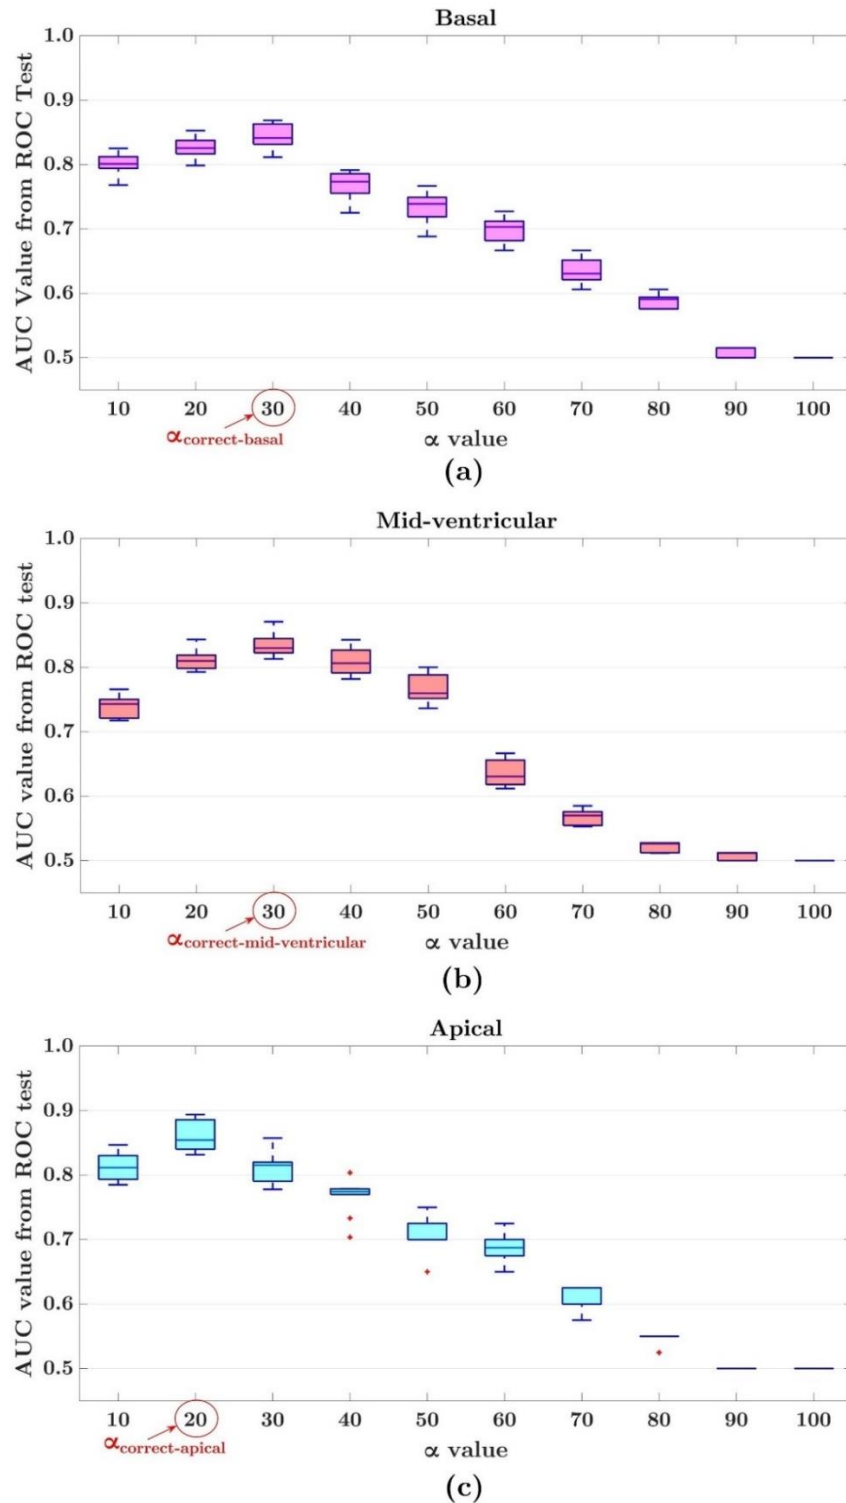 Basal
AUC Value from ROC Test
1.0
0.9
0.8
0.7
0.6
0.5
10 20 30 40 50 60 70 80 90 100
αcorrect-basal
α value
(a)
Mid-ventricular
AUC value from ROC test
1.0
0.9
0.8
0.7
0.6
0.5
10 20 30 40 50 60 70 80 90 100
αcorrect-mid-ventricular
α value
(b)
Apical
AUC value from ROC test
1.0
0.9
0.8
0.7
0.6
0.5
10 20 30 40 50 60 70 80 90 100
αcorrect-apical
α value
(c)